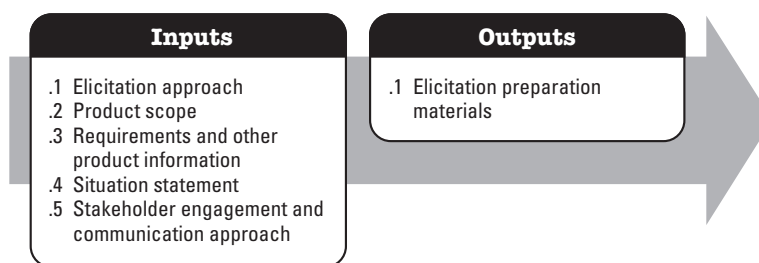 Inputs
.1 Elicitation approach
.2 Product scope
.3 Requirements and other
product information
.4 Situation statement
.5 Stakeholder engagement and
communication approach
Outputs
.1 Elicitation preparation
materials